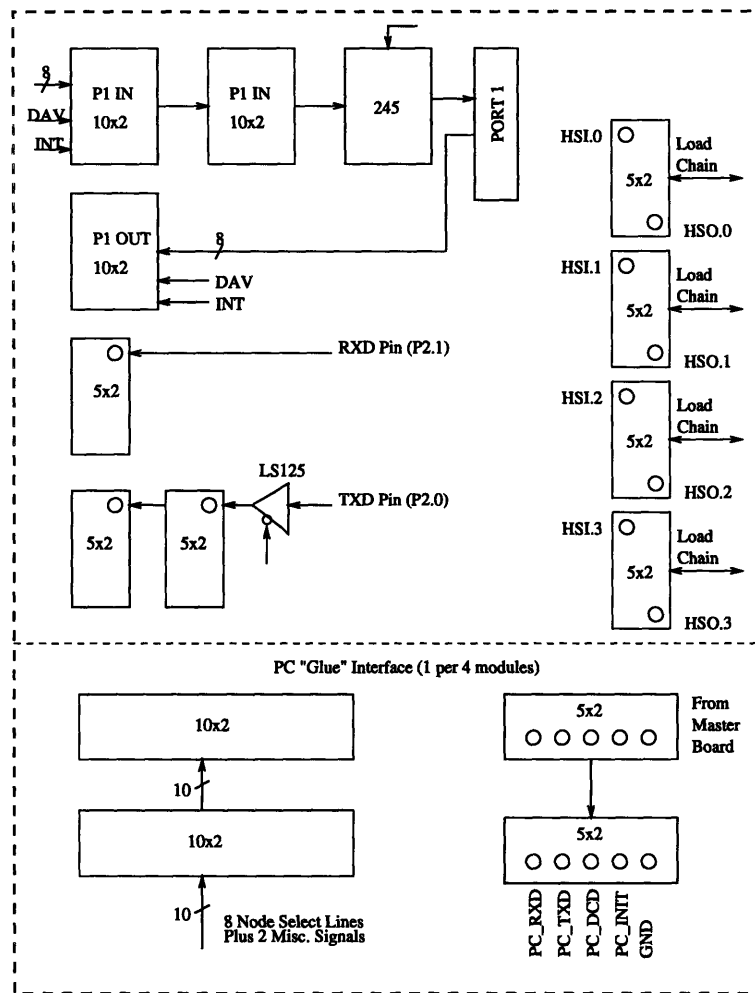 8
DAV
INT
P1 IN
10x2
P1 IN
10x2
245
PORT 1
P1 OUT
10x2
8
DAV
INT
5x2
RXD Pin (P2.1)
5x2
5x2
LS125
TXD Pin (P2.0)
HSI.0
5x2
Load
Chain
HSO.0
HSI.1
5x2
Load
Chain
HSO.1
HSI.2
5x2
Load
Chain
HSO.2
HSI.3
5x2
Load
Chain
HSO.3
PC "Glue" Interface (1 per 4 modules)
10x2
10
10x2
10
8 Node Select Lines
Plus 2 Misc. Signals
5x2
From
Master
Board
5x2
PC_RXD
PC_TXD
PC_DCD
PC_INIT
GND